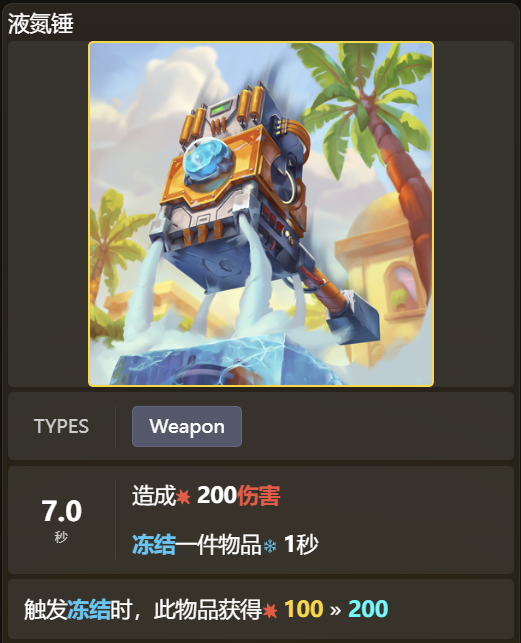 液氮锤
TYPES
Weapon
7.0
秒
造成 200伤害
冻结一件物品 1秒
触发冻结时，此物品获得 100 » 200